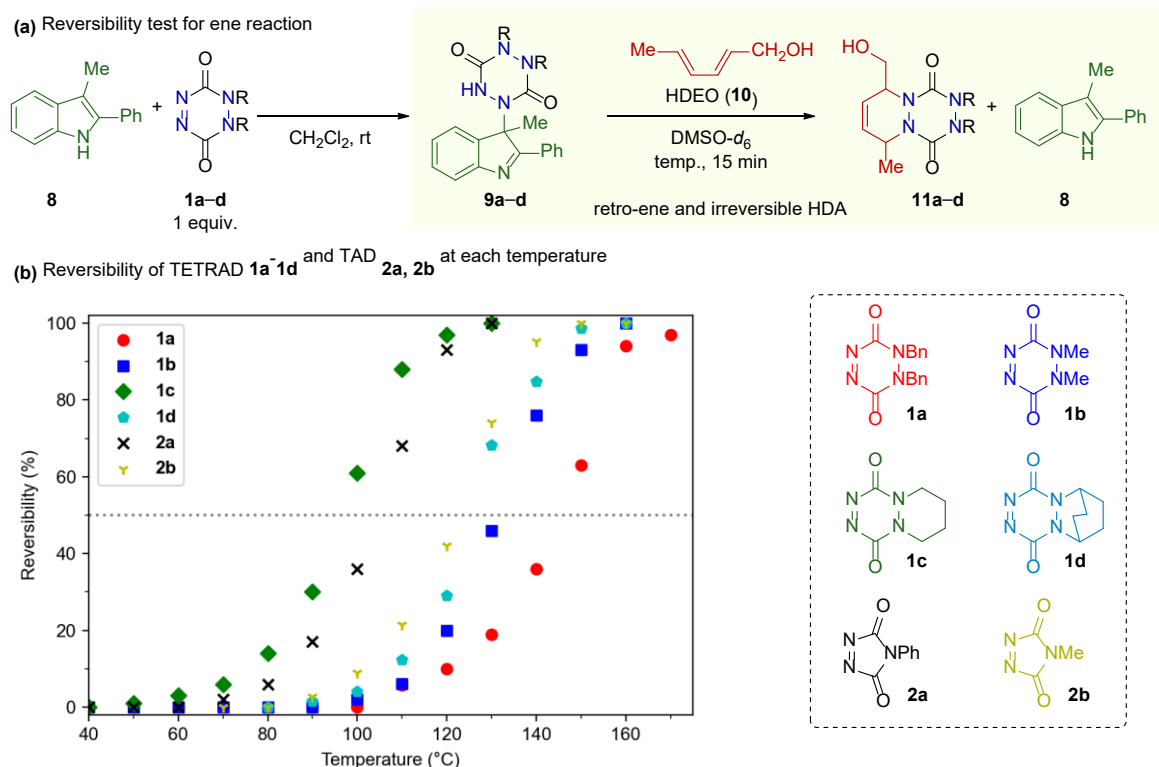 (a) Reversibility test for ene reaction
Me
Ph
N
H
8
+
O
N
N
N
N
R
R
O
1a–d
1 equiv.
CH2Cl2, rt
R
O
N
NR
HN
N
O
Me
Ph
N
9a–d
Me
CH2OH
HDEO (10)
DMSO-d6
temp., 15 min
retro-ene and irreversible HDA
HO
O
N
NR
N
NR
Me
O
11a–d
+
Me
Ph
N
H
8
(b) Reversibility of TETRAD 1a-1d and TAD 2a, 2b at each temperature
Reversibility (%)
100
80
60
40
20
0
1a
1b
1c
1d
2a
2b
40
60
80
100
120
140
160
Temperature (°C)
O
N
NBn
N
NBn
O
1a
O
N
NMe
N
NMe
O
1b
O
N
N
N
N
O
1c
O
N
N
N
N
O
1d
O
N
NPh
N
O
2a
O
N
NMe
N
O
2b